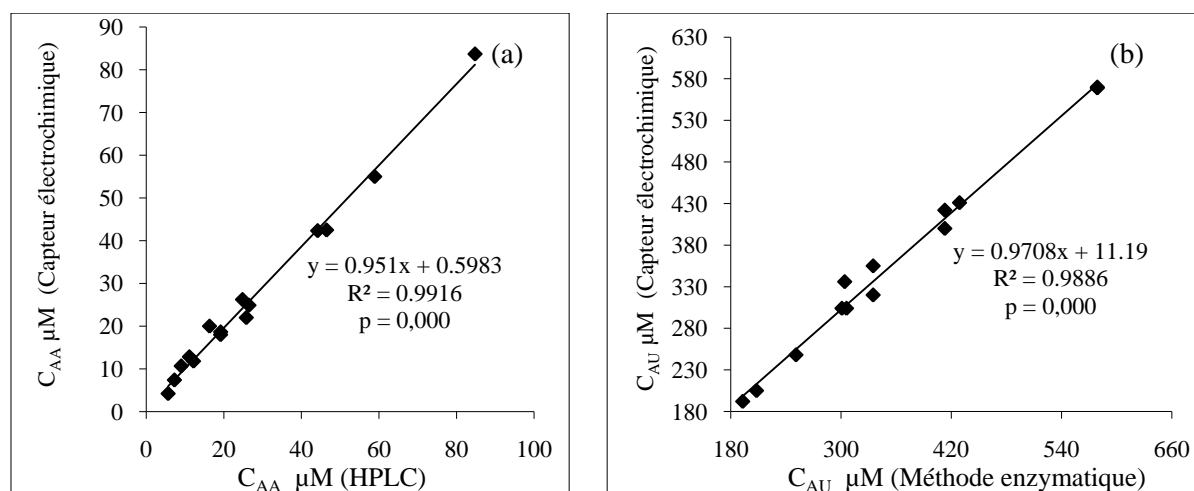 (a)
C_AA µM (Capteur électrochimique)
90
80
70
60
50
40
30
20
10
0
y = 0.951x + 0.5983
R² = 0.9916
p = 0,000
0 20 40 60 80 100
C_AA µM (HPLC)
(b)
C_AU µM (Capteur électrochimique)
630
580
530
480
430
380
330
280
230
180
y = 0.9708x + 11.19
R² = 0.9886
p = 0,000
180 300 420 540 660
C_AU µM (Méthode enzymatique)